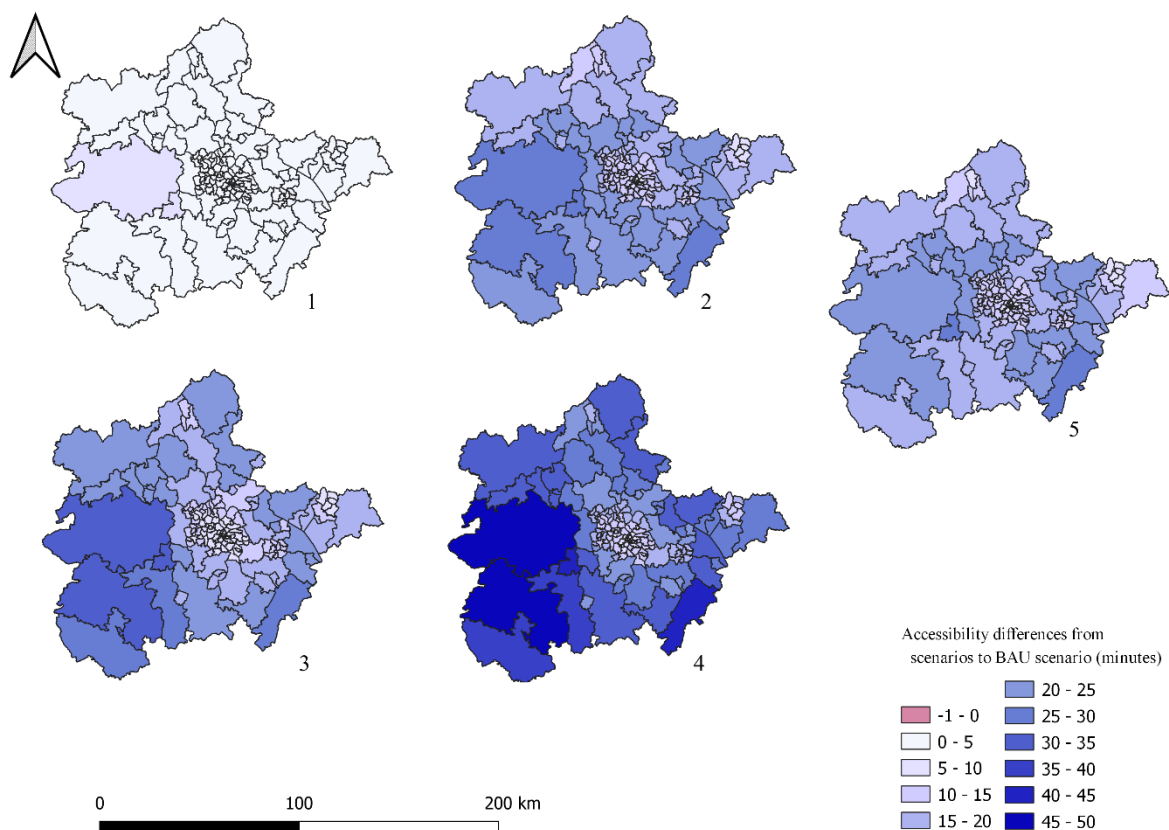 1
2
5
3
4
Accessibility differences from
scenarios to BAU scenario (minutes)
-1 - 0
0 - 5
5 - 10
10 - 15
15 - 20
20 - 25
25 - 30
30 - 35
35 - 40
40 - 45
45 - 50
0 100 200 km